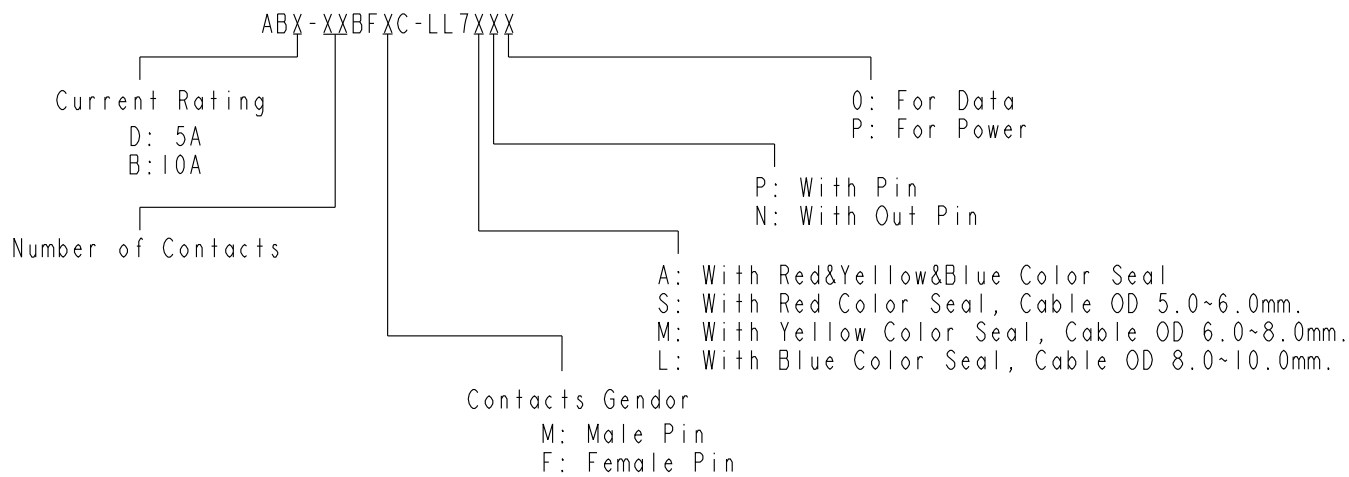 ABX-XXBFXC-LL7XXX
Current Rating
D: 5A
B:10A
Number of Contacts
0: For Data
P: For Power
P: With Pin
N: With Out Pin
A: With Red&Yellow&Blue Color Seal
S: With Red Color Seal, Cable OD 5.0~6.0mm.
M: With Yellow Color Seal, Cable OD 6.0~8.0mm.
L: With Blue Color Seal, Cable OD 8.0~10.0mm.
Contacts Gendor
M: Male Pin
F: Female Pin